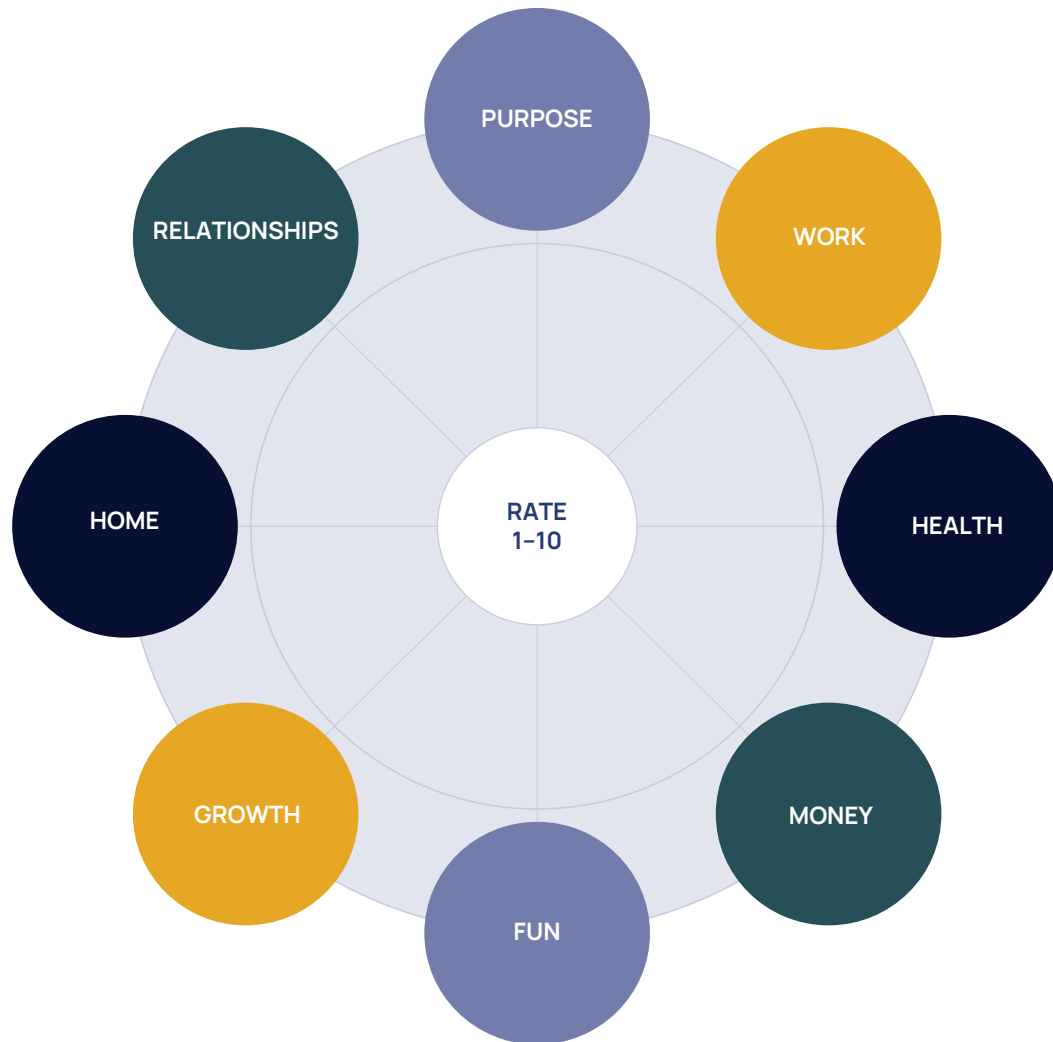 PURPOSE
RELATIONSHIPS
WORK
HOME
RATE
1–10
HEALTH
GROWTH
MONEY
FUN